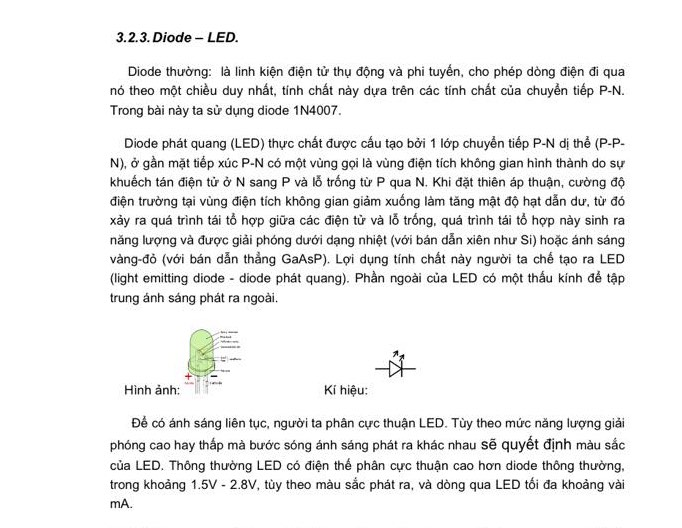 3.2.3. Diode – LED.
Diode thường: là linh kiện điện tử thụ động và phi tuyến, cho phép dòng điện đi qua
nó theo một chiều duy nhất, tính chất này dựa trên các tính chất của chuyển tiếp P-N.
Trong bài này ta sử dụng diode 1N4007.
Diode phát quang (LED) thực chất được cấu tạo bởi 1 lớp chuyển tiếp P-N dị thể (P-P-
N), ở gần mặt tiếp xúc P-N có một vùng gọi là vùng điện tích không gian hình thành do sự
khuếch tán điện tử ở N sang P và lỗ trống từ P qua N. Khi đặt thiên áp thuận, cường độ
điện trường tại vùng điện tích không gian giảm xuống làm tăng mật độ hạt dẫn dư, từ đó
xảy ra quá trình tái tổ hợp giữa các điện tử và lỗ trống, quá trình tái tổ hợp này sinh ra
năng lượng và được giải phóng dưới dạng nhiệt (với bán dẫn xiên như Si) hoặc ánh sáng
vàng-đỏ (với bán dẫn thẳng GaAsP). Lợi dụng tính chất này người ta chế tạo ra LED
(light emitting diode - diode phát quang). Phần ngoài của LED có một thấu kính để tập
trung ánh sáng phát ra ngoài.
+ –
Hình ảnh: Kí hiệu:
Để có ánh sáng liên tục, người ta phân cực thuận LED. Tùy theo mức năng lượng giải
phóng cao hay thấp mà bước sóng ánh sáng phát ra khác nhau sẽ quyết định màu sắc
của LED. Thông thường LED có điện thế phân cực thuận cao hơn diode thông thường,
trong khoảng 1.5V - 2.8V, tùy theo màu sắc phát ra, và dòng qua LED tối đa khoảng vài
mA.